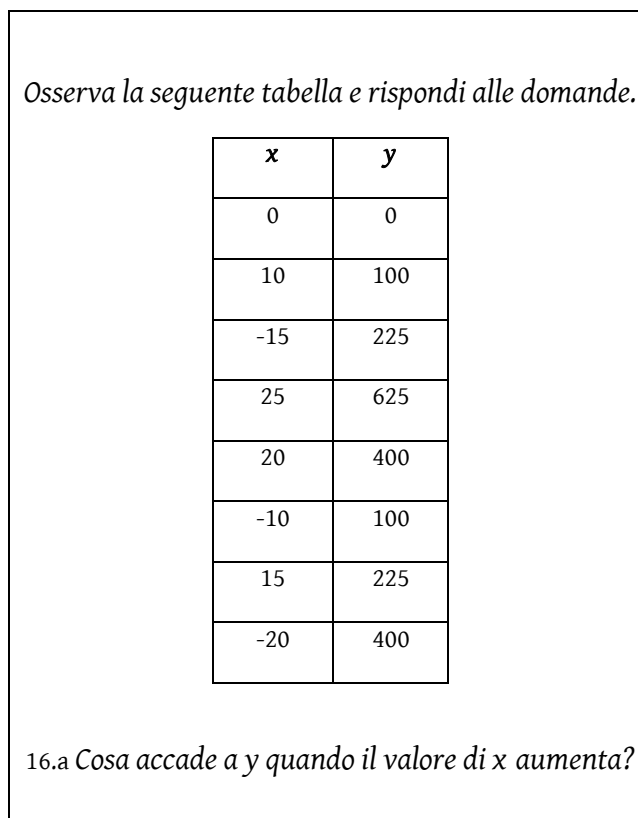 Osserva la seguente tabella e rispondi alle domande.
x y
0 0
10 100
-15 225
25 625
20 400
-10 100
15 225
-20 400
16.a Cosa accade a y quando il valore di x aumenta?